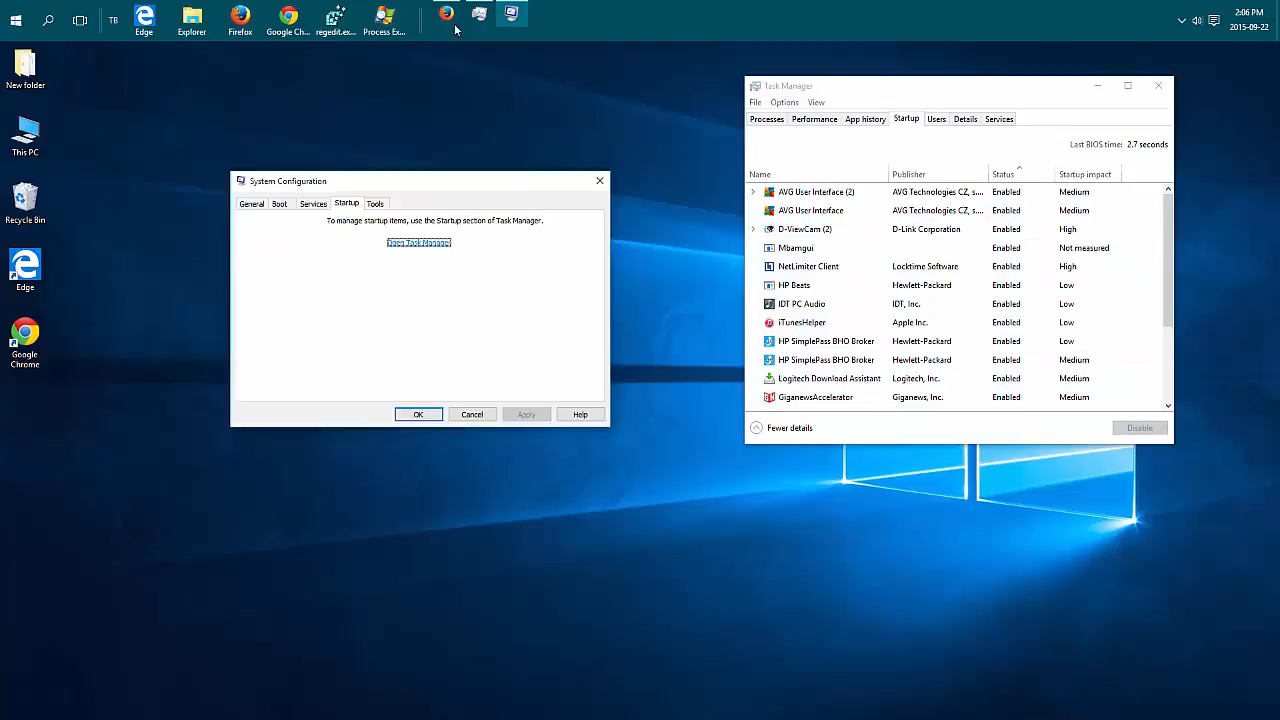 TB
Edge
Explorer
Firefox
Google Ch...
regedit.ex...
Process Ex...
2:06 PM
2015-09-22
New folder
This PC
Recycle Bin
Edge
Google
Chrome
System Configuration
General Boot Services Startup Tools
To manage startup items, use the Startup section of Task Manager.
Open Task Manager
OK Cancel Apply Help
Task Manager
File Options View
Processes Performance App history Startup Users Details Services
Last BIOS time: 2.7 seconds
Name Publisher Status Startup impact
AVG User Interface (2) AVG Technologies CZ, s.... Enabled Medium
AVG User Interface AVG Technologies CZ, s.... Enabled Medium
D-ViewCam (2) D-Link Corporation Enabled High
Mbamgui Enabled Not measured
NetLimiter Client Locktime Software Enabled High
HP Beats Hewlett-Packard Enabled Low
IDT PC Audio IDT, Inc. Enabled Low
iTunesHelper Apple Inc. Enabled Low
HP SimplePass BHO Broker Hewlett-Packard Enabled Low
HP SimplePass BHO Broker Hewlett-Packard Enabled Medium
Logitech Download Assistant Logitech, Inc. Enabled Medium
GiganewsAccelerator Giganews, Inc. Enabled Medium
Fewer details Disable